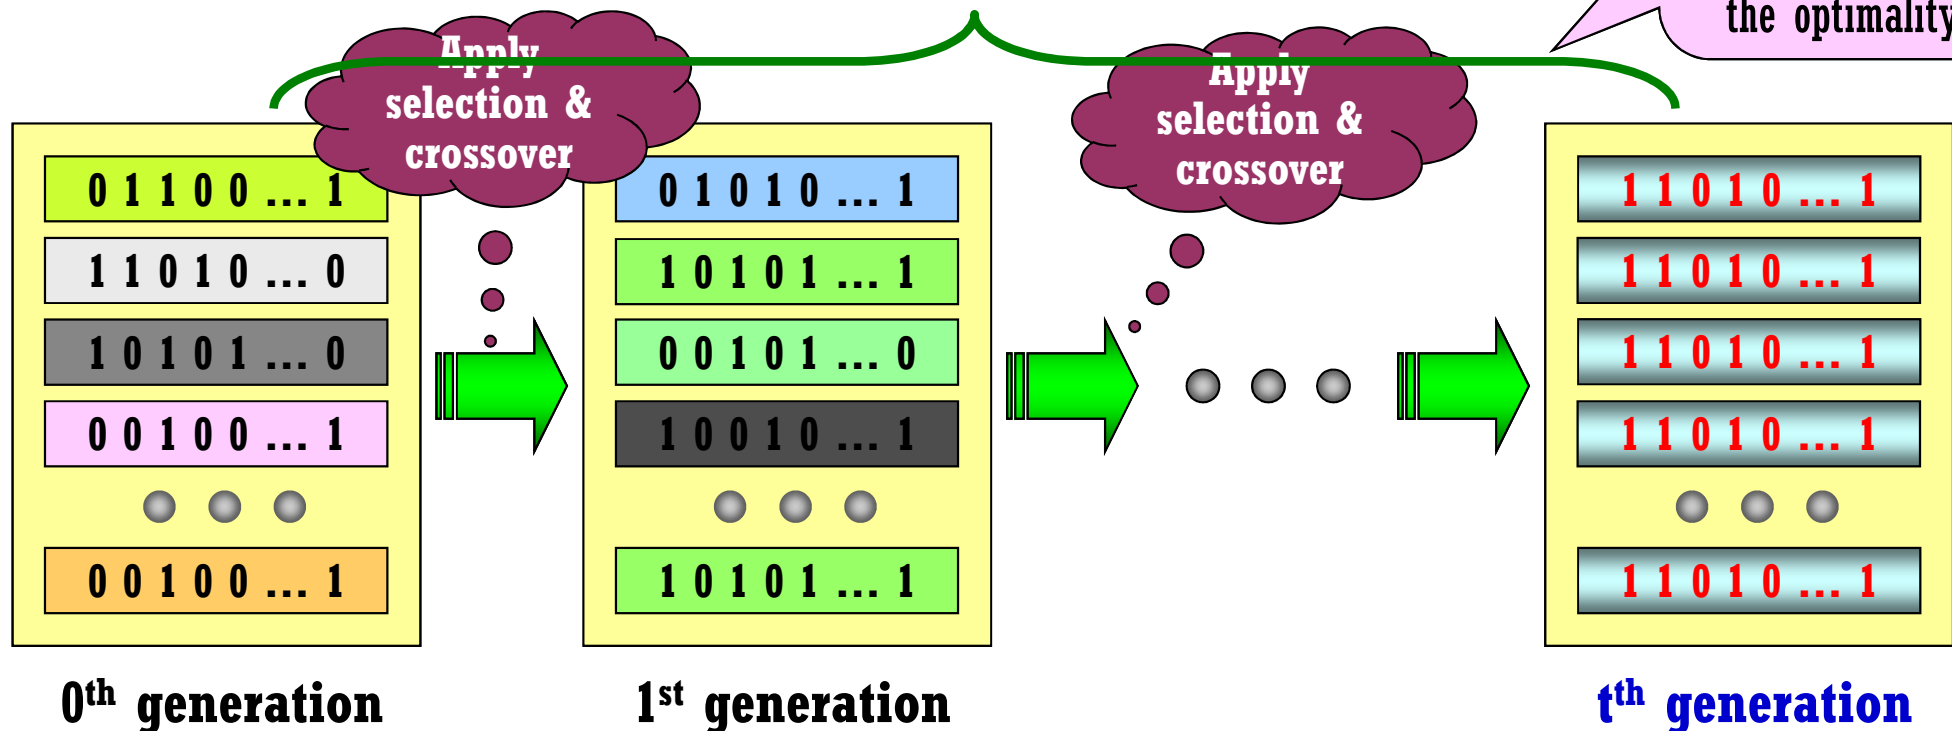 the optimality
Apply
selection &
crossover
Apply
selection &
crossover
0 1 1 0 0 ... 1
1 1 0 1 0 ... 0
1 0 1 0 1 ... 0
0 0 1 0 0 ... 1
0 0 1 0 0 ... 1
0th generation
0 1 0 1 0 ... 1
1 0 1 0 1 ... 1
0 0 1 0 1 ... 0
1 0 0 1 0 ... 1
1 0 1 0 1 ... 1
1st generation
1 1 0 1 0 ... 1
1 1 0 1 0 ... 1
1 1 0 1 0 ... 1
1 1 0 1 0 ... 1
1 1 0 1 0 ... 1
tth generation